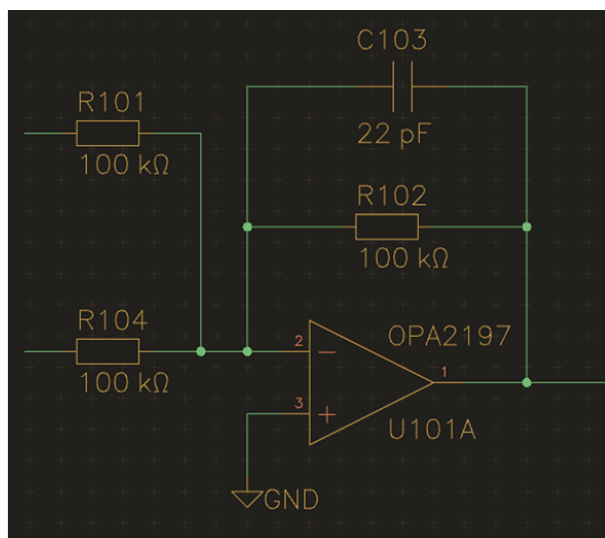 C103
22 pF
R101
100 kΩ
R102
100 kΩ
R104
100 kΩ
2
OPA2197
1
3
U101A
GND